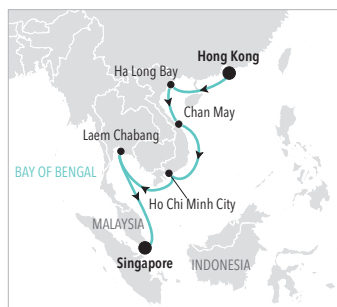 Hong Kong
Ha Long Bay
Chan May
Laem Chabang
BAY OF BENGAL
Ho Chi Minh City
MALAYSIA
Singapore
INDONESIA